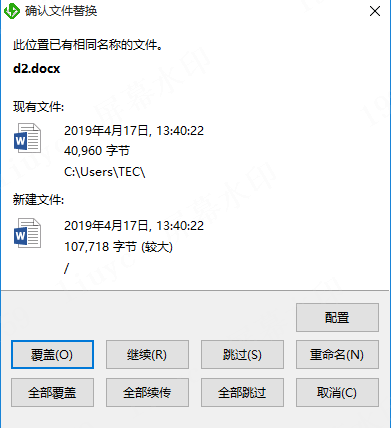 确认文件替换
此位置已有相同名称的文件。
d2.docx
现有文件:
2019年4月17日, 13:40:22
40,960 字节
C:\Users\TEC\
新建文件:
2019年4月17日, 13:40:22
107,718 字节 (较大)
/
配置
覆盖(O) 继续(R) 跳过(S) 重命名(N)
全部覆盖 全部续传 全部跳过 取消(C)